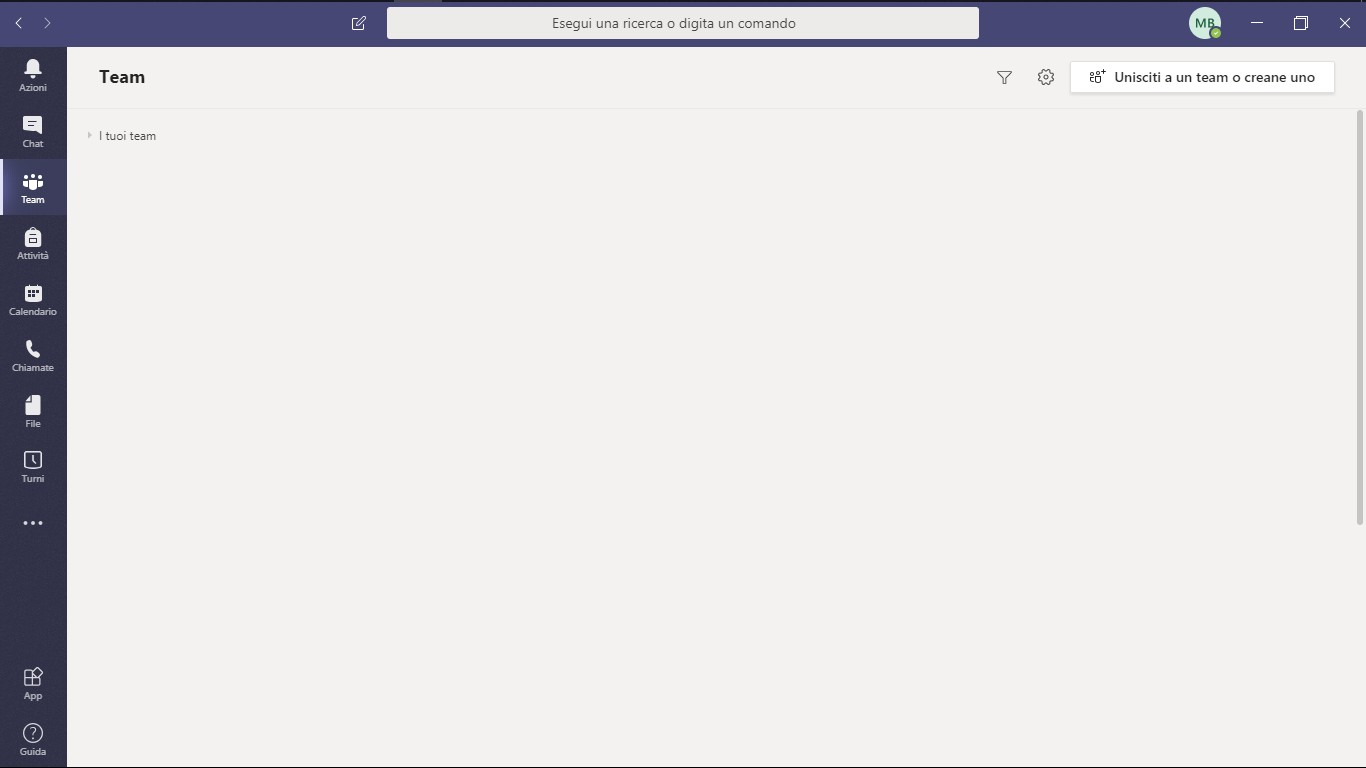 Esegui una ricerca o digita un comando
MB
Azioni
Team
Unisciti a un team o creane uno
Chat
I tuoi team
Team
Attività
Calendario
Chiamate
File
Turni
App
Guida